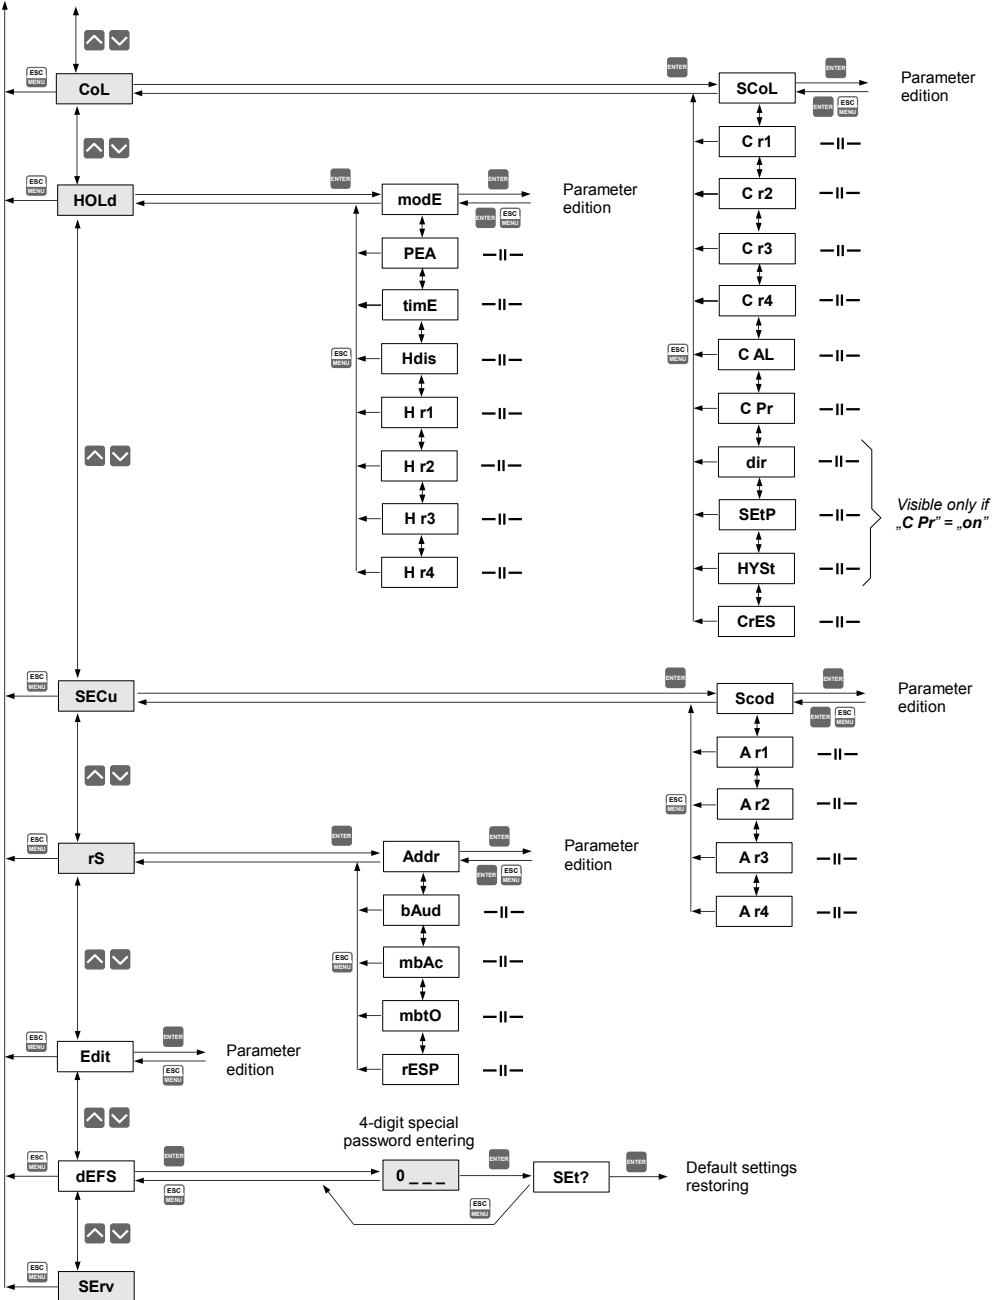 ESC
MENU
CoL
ENTER
SCoL
ENTER
ENTER
ESC
MENU
Parameter
edition
C r1
—II—
ESC
MENU
HOLd
ENTER
modE
ENTER
ENTER
ESC
MENU
Parameter
edition
C r2
—II—
PEA
—II—
C r3
—II—
timE
—II—
C r4
—II—
ESC
MENU
Hdis
—II—
ESC
MENU
C AL
—II—
H r1
—II—
C Pr
—II—
H r2
—II—
dir
—II—
H r3
—II—
SEtP
—II—
Visible only if
„C Pr” = „on”
H r4
—II—
HYSt
—II—
CrES
—II—
ESC
MENU
SECu
ENTER
Scod
ENTER
ENTER
ESC
MENU
Parameter
edition
A r1
—II—
ESC
MENU
A r2
—II—
ESC
MENU
rS
ENTER
Addr
ENTER
ENTER
ESC
MENU
Parameter
edition
A r3
—II—
bAud
—II—
A r4
—II—
ESC
MENU
mbAc
—II—
mbtO
—II—
ESC
MENU
Edit
ENTER
ESC
MENU
Parameter
edition
rESP
—II—
4-digit special
password entering
ESC
MENU
dEFS
ENTER
ESC
MENU
0 _ _ _
ENTER
ESC
MENU
SEt?
ENTER
Default settings
restoring
ESC
MENU
SErv